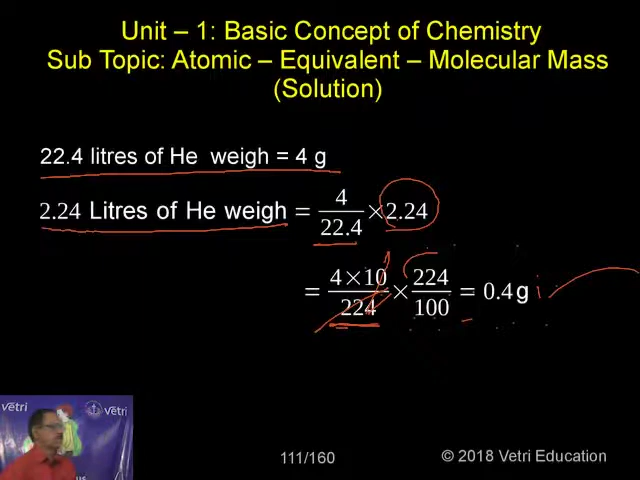 Unit – 1: Basic Concept of Chemistry
Sub Topic: Atomic – Equivalent – Molecular Mass
(Solution)
22.4 litres of He weigh = 4 g
2.24 Litres of He weigh = 4/22.4 × 2.24
= 4 × 10/224 × 224/100 = 0.4 g
vetri vetri
us
111/160
© 2018 Vetri Education